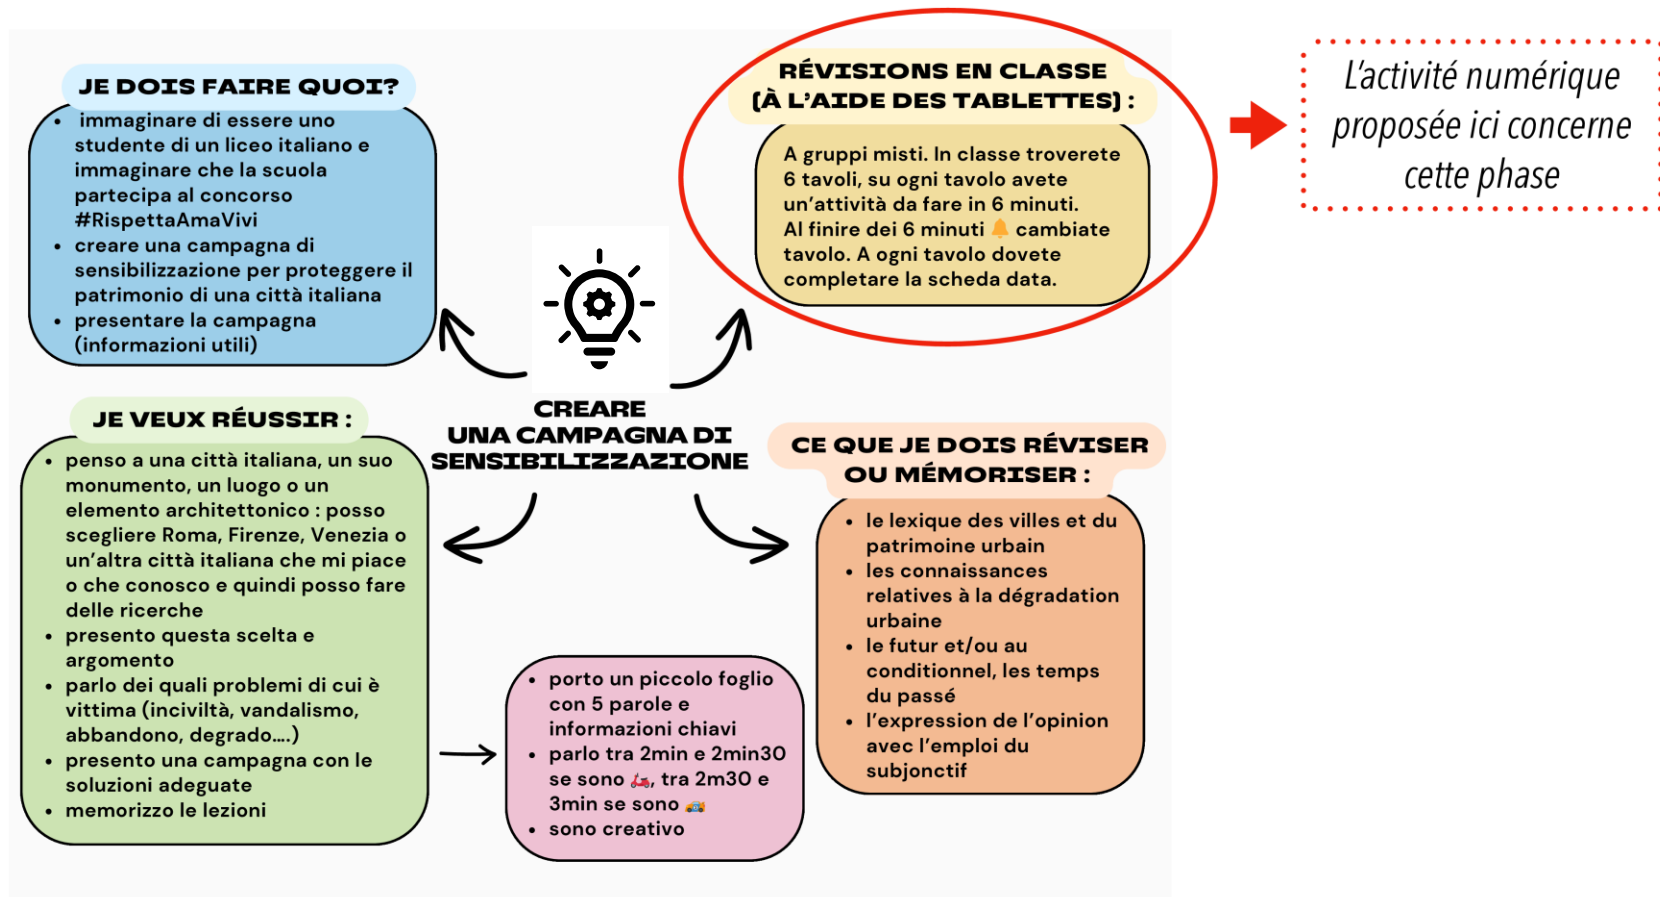 JE DOIS FAIRE QUOI?
• immaginare di essere uno
studente di un liceo italiano e
immaginare che la scuola
partecipa al concorso
#RispettaAmaVivi
• creare una campagna di
sensibilizzazione per proteggere il
patrimonio di una città italiana
• presentare la campagna
(informazioni utili)
RÉVISIONS EN CLASSE
(À L'AIDE DES TABLETTES) :
A gruppi misti. In classe troverete
6 tavoli, su ogni tavolo avete
un'attività da fare in 6 minuti.
Al finire dei 6 minuti 🔔 cambiate
tavolo. A ogni tavolo dovete
completare la scheda data.
L'activité numérique
proposée ici concerne
cette phase
CREARE
UNA CAMPAGNA DI
SENSIBILIZZAZIONE
JE VEUX RÉUSSIR :
• penso a una città italiana, un suo
monumento, un luogo o un
elemento architettonico : posso
scegliere Roma, Firenze, Venezia o
un'altra città italiana che mi piace
o che conosco e quindi posso fare
delle ricerche
• presento questa scelta e
argomento
• parlo dei quali problemi di cui è
vittima (inciviltà, vandalismo,
abbandono, degrado....)
• presento una campagna con le
soluzioni adeguate
• memorizzo le lezioni
• porto un piccolo foglio
con 5 parole e
informazioni chiavi
• parlo tra 2min e 2min30
se sono 🛵, tra 2m30 e
3min se sono 🚙
• sono creativo
CE QUE JE DOIS RÉVISER
OU MÉMORISER :
• le lexique des villes et du
patrimoine urbain
• les connaissances
relatives à la dégradation
urbaine
• le futur et/ou au
conditionnel, les temps
du passé
• l'expression de l'opinion
avec l'emploi du
subjonctif